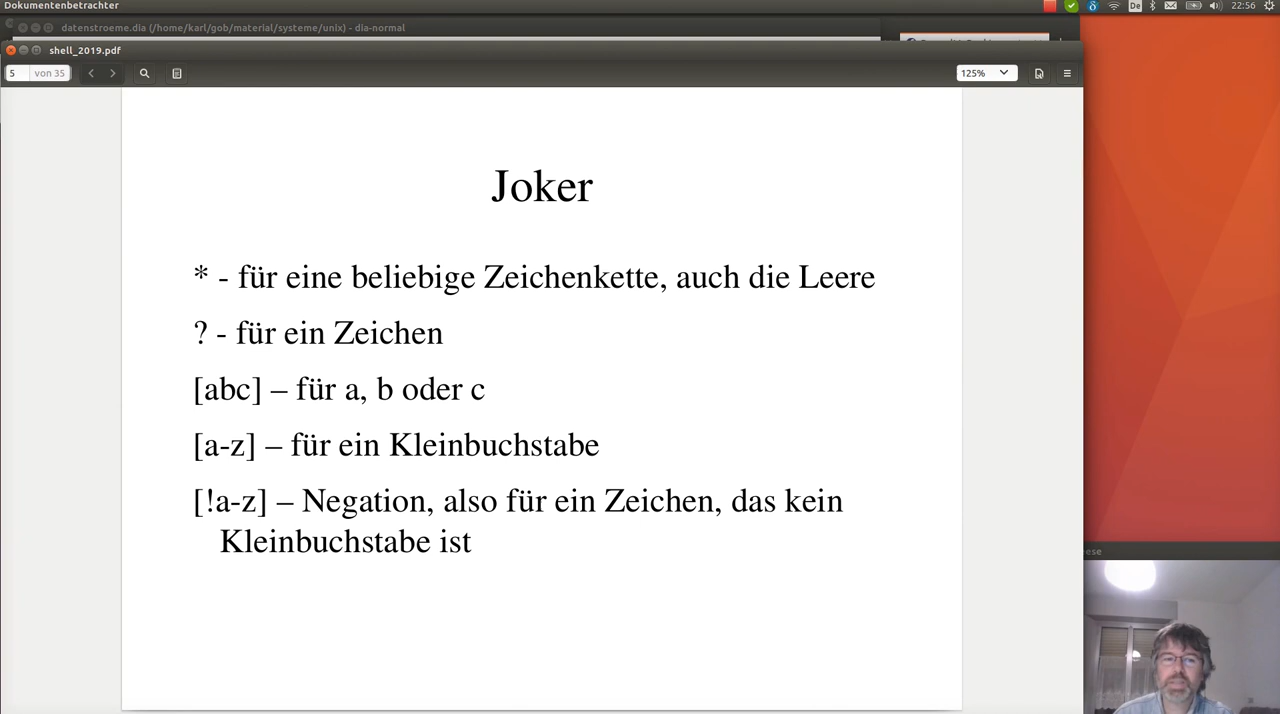 Dokumentenbetrachter
De
22:56
datenstroeme.dia (/home/karl/gob/material/systeme/unix) - dia-normal
shell_2019.pdf
5 von 35
125%
Joker
* - für eine beliebige Zeichenkette, auch die Leere
? - für ein Zeichen
[abc] – für a, b oder c
[a-z] – für ein Kleinbuchstabe
[!a-z] – Negation, also für ein Zeichen, das kein
Kleinbuchstabe ist